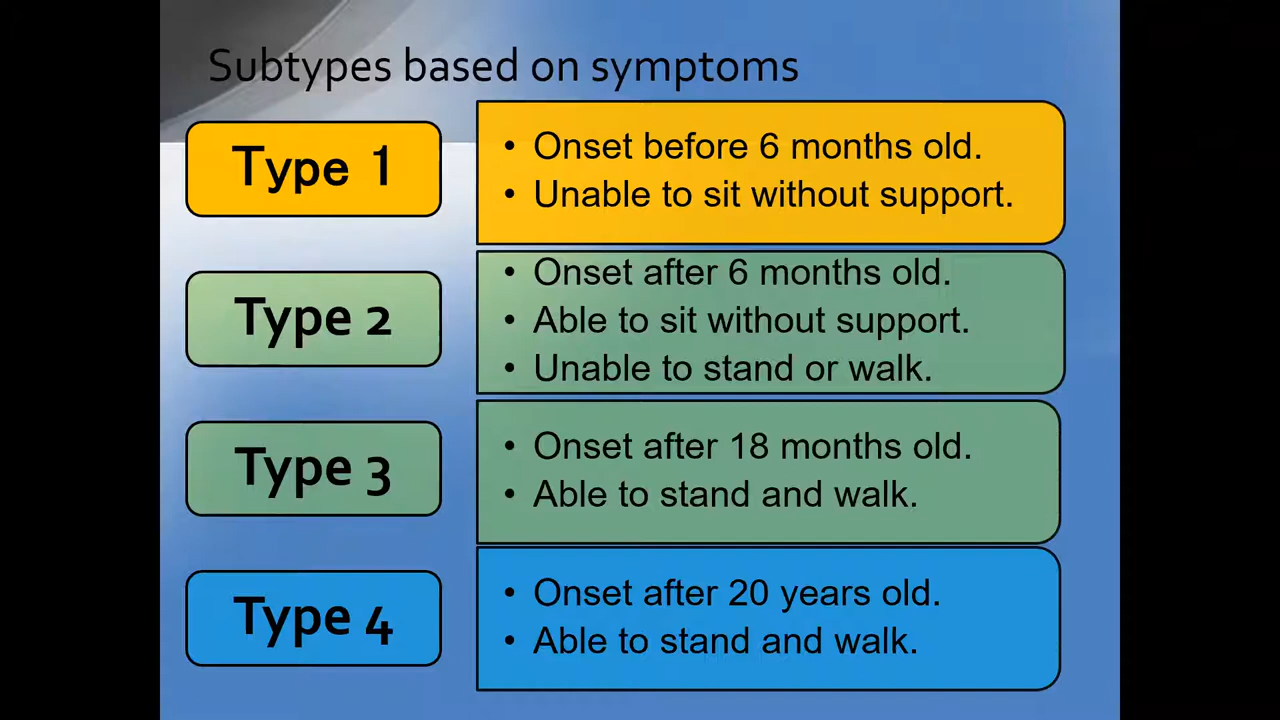 Subtypes based on symptoms
Type 1
• Onset before 6 months old.
• Unable to sit without support.
Type 2
• Onset after 6 months old.
• Able to sit without support.
• Unable to stand or walk.
Type 3
• Onset after 18 months old.
• Able to stand and walk.
Type 4
• Onset after 20 years old.
• Able to stand and walk.